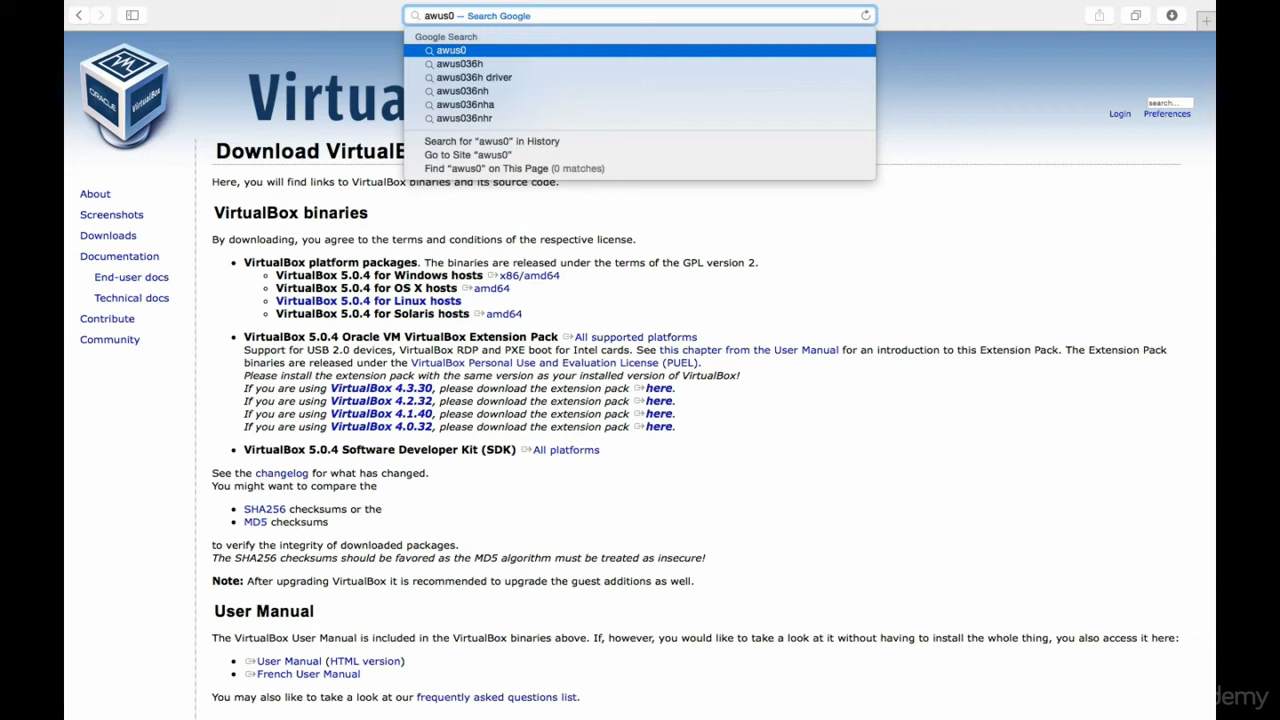 awus0 — Search Google
Google Search
awus0
awus036h
awus036h driver
awus036nh
awus036nha
awus036nhr
Search for "awus0" in History
Go to Site "awus0"
Find "awus0" on This Page (0 matches)
ORACLE
VirtualBox
Virtua
search...
Login Preferences
Download VirtualB
Here, you will find links to VirtualBox binaries and its source code.
About
Screenshots
Downloads
Documentation
End-user docs
Technical docs
Contribute
Community
VirtualBox binaries
By downloading, you agree to the terms and conditions of the respective license.
• VirtualBox platform packages. The binaries are released under the terms of the GPL version 2.
○ VirtualBox 5.0.4 for Windows hosts x86/amd64
○ VirtualBox 5.0.4 for OS X hosts amd64
○ VirtualBox 5.0.4 for Linux hosts
○ VirtualBox 5.0.4 for Solaris hosts amd64
• VirtualBox 5.0.4 Oracle VM VirtualBox Extension Pack All supported platforms
Support for USB 2.0 devices, VirtualBox RDP and PXE boot for Intel cards. See this chapter from the User Manual for an introduction to this Extension Pack. The Extension Pack
binaries are released under the VirtualBox Personal Use and Evaluation License (PUEL).
Please install the extension pack with the same version as your installed version of VirtualBox!
If you are using VirtualBox 4.3.30, please download the extension pack here.
If you are using VirtualBox 4.2.32, please download the extension pack here.
If you are using VirtualBox 4.1.40, please download the extension pack here.
If you are using VirtualBox 4.0.32, please download the extension pack here.
• VirtualBox 5.0.4 Software Developer Kit (SDK) All platforms
See the changelog for what has changed.
You might want to compare the
• SHA256 checksums or the
• MD5 checksums
to verify the integrity of downloaded packages.
The SHA256 checksums should be favored as the MD5 algorithm must be treated as insecure!
Note: After upgrading VirtualBox it is recommended to upgrade the guest additions as well.
User Manual
The VirtualBox User Manual is included in the VirtualBox binaries above. If, however, you would like to take a look at it without having to install the whole thing, you also access it here:
• User Manual (HTML version)
• French User Manual
You may also like to take a look at our frequently asked questions list.
demy